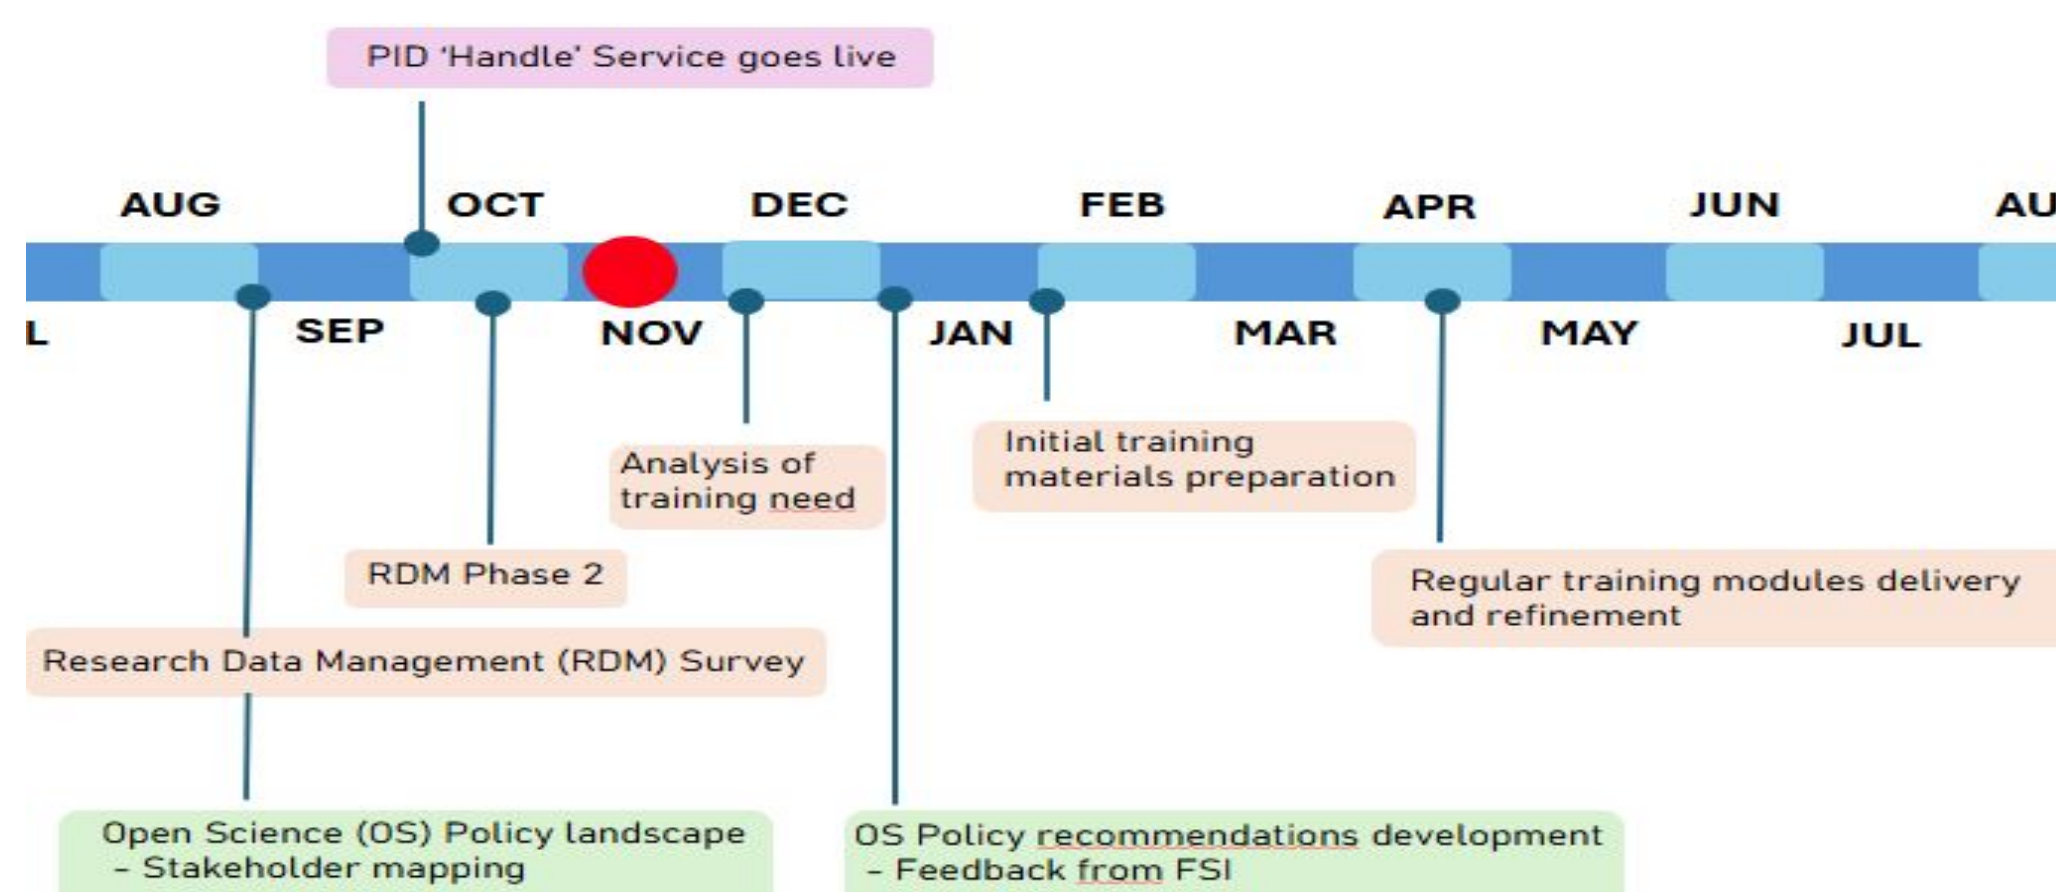 PID ‘Handle’ Service goes live
AUG OCT DEC FEB APR JUN AU
L SEP NOV JAN MAR MAY JUL
Initial training
materials preparation
Analysis of
training need
RDM Phase 2
Regular training modules delivery
and refinement
Research Data Management (RDM) Survey
Open Science (OS) Policy landscape
- Stakeholder mapping
OS Policy recommendations development
- Feedback from FSI